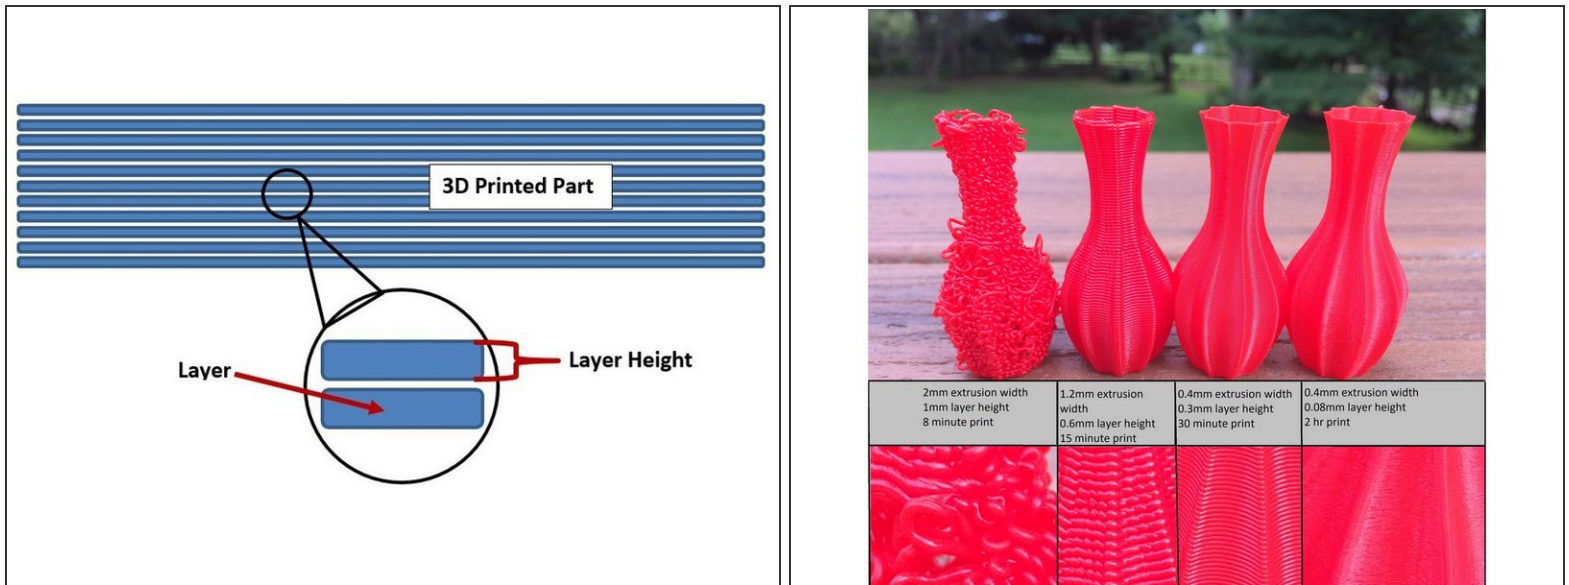 3D Printed Part
Layer
Layer Height
2mm extrusion width
1mm layer height
8 minute print
1.2mm extrusion
width
0.6mm layer height
15 minute print
0.4mm extrusion width
0.3mm layer height
30 minute print
0.4mm extrusion width
0.08mm layer height
2 hr print